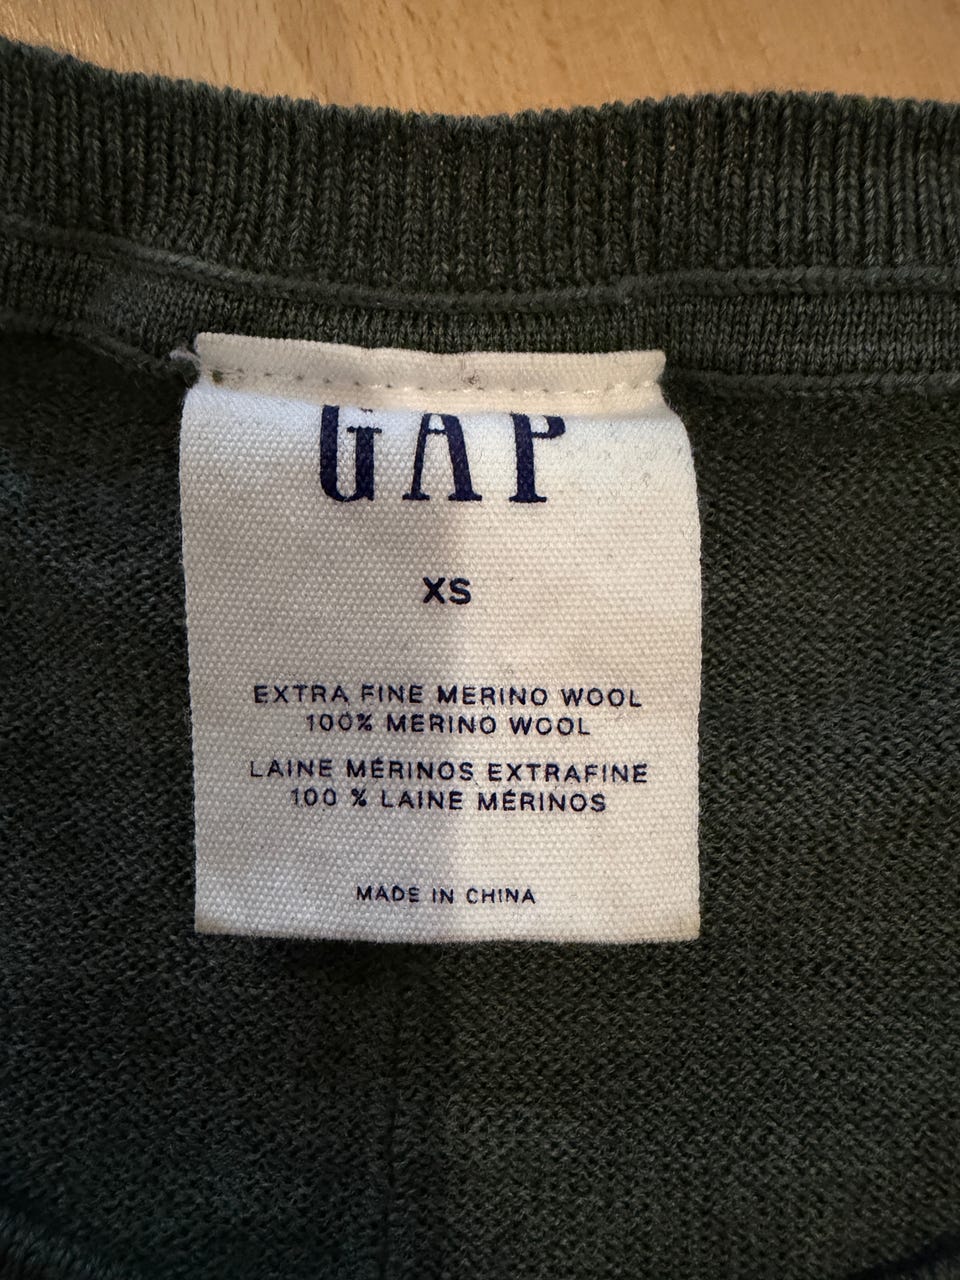 GAP
XS
EXTRA FINE MERINO WOOL
100% MERINO WOOL
LAINE MÉRINOS EXTRAFINE
100 % LAINE MÉRINOS
MADE IN CHINA